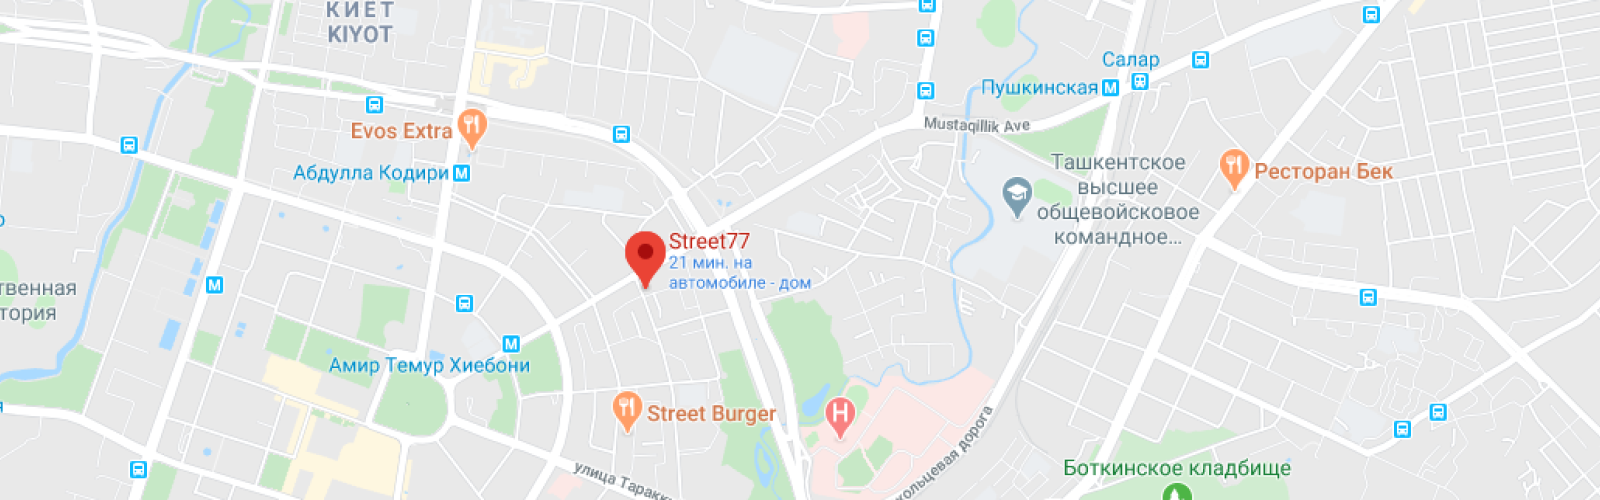 КИЕТ
KIYOT
Салар
Пушкинская M
Mustaqillik Ave
Evos Extra
Абдулла Кодири M
Ташкентское
высшее
общевойсковое
командное...
Ресторан Бек
Street77
21 мин. на
автомобиле - дом
твенная
тория
M
M
Амир Темур Хиебони
Street Burger
H
улица Таракк
кольцевая дорога
Боткинское кладбище